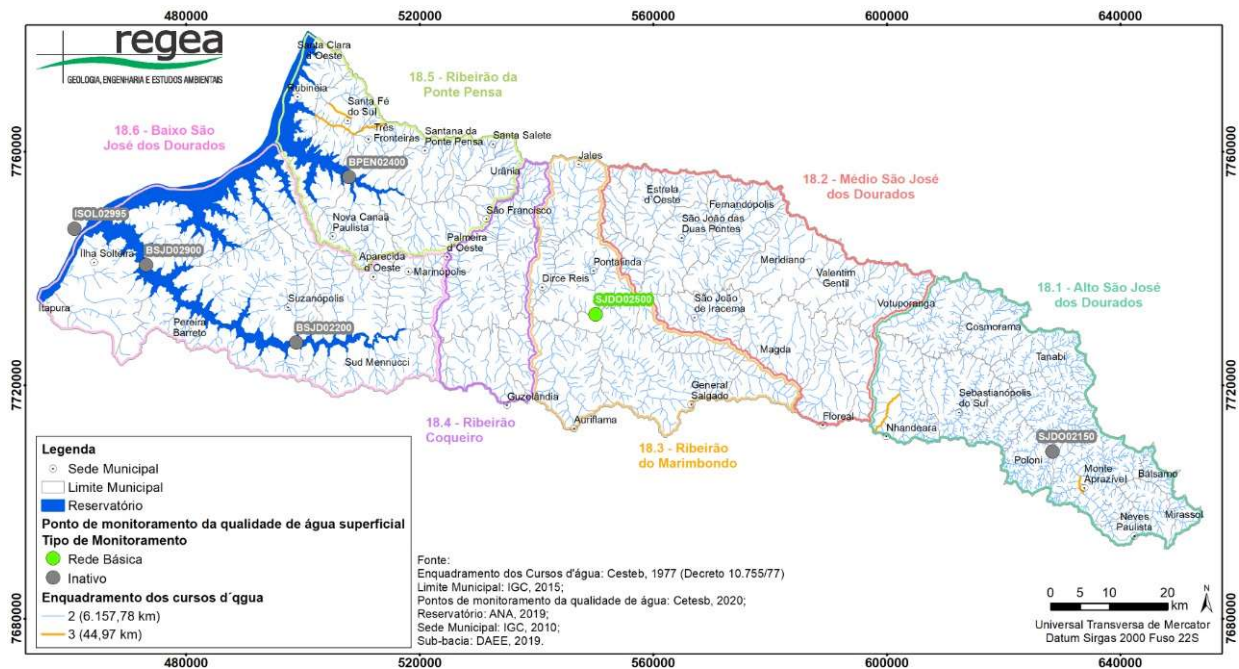 480000 520000 560000 600000 640000
regea
GEOLOGIA, ENGENHARIA E ESTUDOS AMBIENTAIS
Santa Clara
d'Oeste
18.5 - Ribeirão da
Ponte Pensa
Rubinéia
Santa Fé
do Sul
Três
Fronteiras
Santana da
Ponte Pensa
Santa Salete
18.6 - Baixo São
José dos Dourados
7760000
7760000
BPEN02400
Urânia
Jales
18.2 - Médio São José
dos Dourados
Estrela
d'Oeste
Fernandópolis
ISOL02995
Nova Canaã
Paulista
São Francisco
São João das
Duas Pontes
Ilha Solteira
BSJD02900
Palmeira
d'Oeste
Aparecida
d'Oeste
Marinópolis
Pontalinda
Dirce Reis
Meridiano
Valentim
Gentil
18.1 - Alto São José
dos Dourados
Itapura
Suzanápolis
SJDO02500
São João
de Iracema
Votuporanga
Cosmorama
Pereira
Barreto
BSJD02200
Sud Mennucci
Magda
Tanabi
7720000
7720000
General
Salgado
Sebastianópolis
do Sul
Guzolândia
18.4 - Ribeirão
Coqueiro
Auriflama
18.3 - Ribeirão
do Marimbondo
Floreal
Nhandeara
SJDO02150
Poloni
Monte
Aprazível
Bálsamo
Neves
Paulista
Mirassol
Legenda
Sede Municipal
Limite Municipal
Reservatório
Ponto de monitoramento da qualidade de água superficial
Tipo de Monitoramento
Rede Básica
Inativo
Enquadramento dos cursos d´qgua
2 (6.157,78 km)
3 (44,97 km)
Fonte:
Enquadramento dos Cursos d'água: Cesteb, 1977 (Decreto 10.755/77)
Limite Municipal: IGC, 2015;
Pontos de monitoramento da qualidade de água: Cetesb, 2020;
Reservatório: ANA, 2019;
Sede Municipal: IGC, 2010;
Sub-bacia: DAEE, 2019.
0 5 10 20
km
N
Universal Transversa de Mercator
Datum Sirgas 2000 Fuso 22S
7680000
7680000
480000 520000 560000 600000 640000